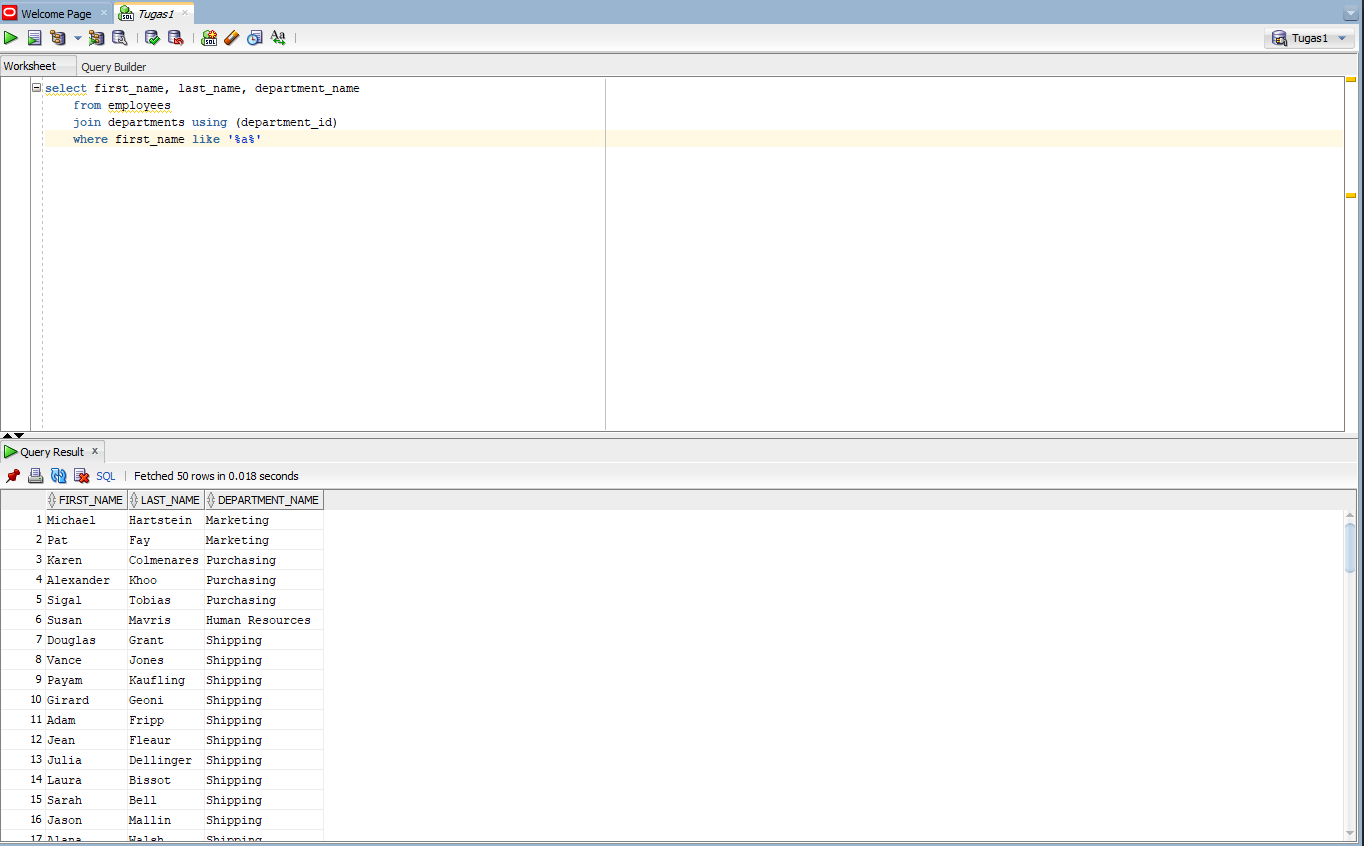 Welcome Page Tugas1
Tugas1
Worksheet Query Builder
select first_name, last_name, department_name
from employees
join departments using (department_id)
where first_name like '%a%'
Query Result
SQL Fetched 50 rows in 0.018 seconds
FIRST_NAME LAST_NAME DEPARTMENT_NAME
1 Michael Hartstein Marketing
2 Pat Fay Marketing
3 Karen Colmenares Purchasing
4 Alexander Khoo Purchasing
5 Sigal Tobias Purchasing
6 Susan Mavris Human Resources
7 Douglas Grant Shipping
8 Vance Jones Shipping
9 Payam Kaufling Shipping
10 Girard Geoni Shipping
11 Adam Fripp Shipping
12 Jean Fleaur Shipping
13 Julia Dellinger Shipping
14 Laura Bissot Shipping
15 Sarah Bell Shipping
16 Jason Mallin Shipping
17 Alana Walsh Shipping